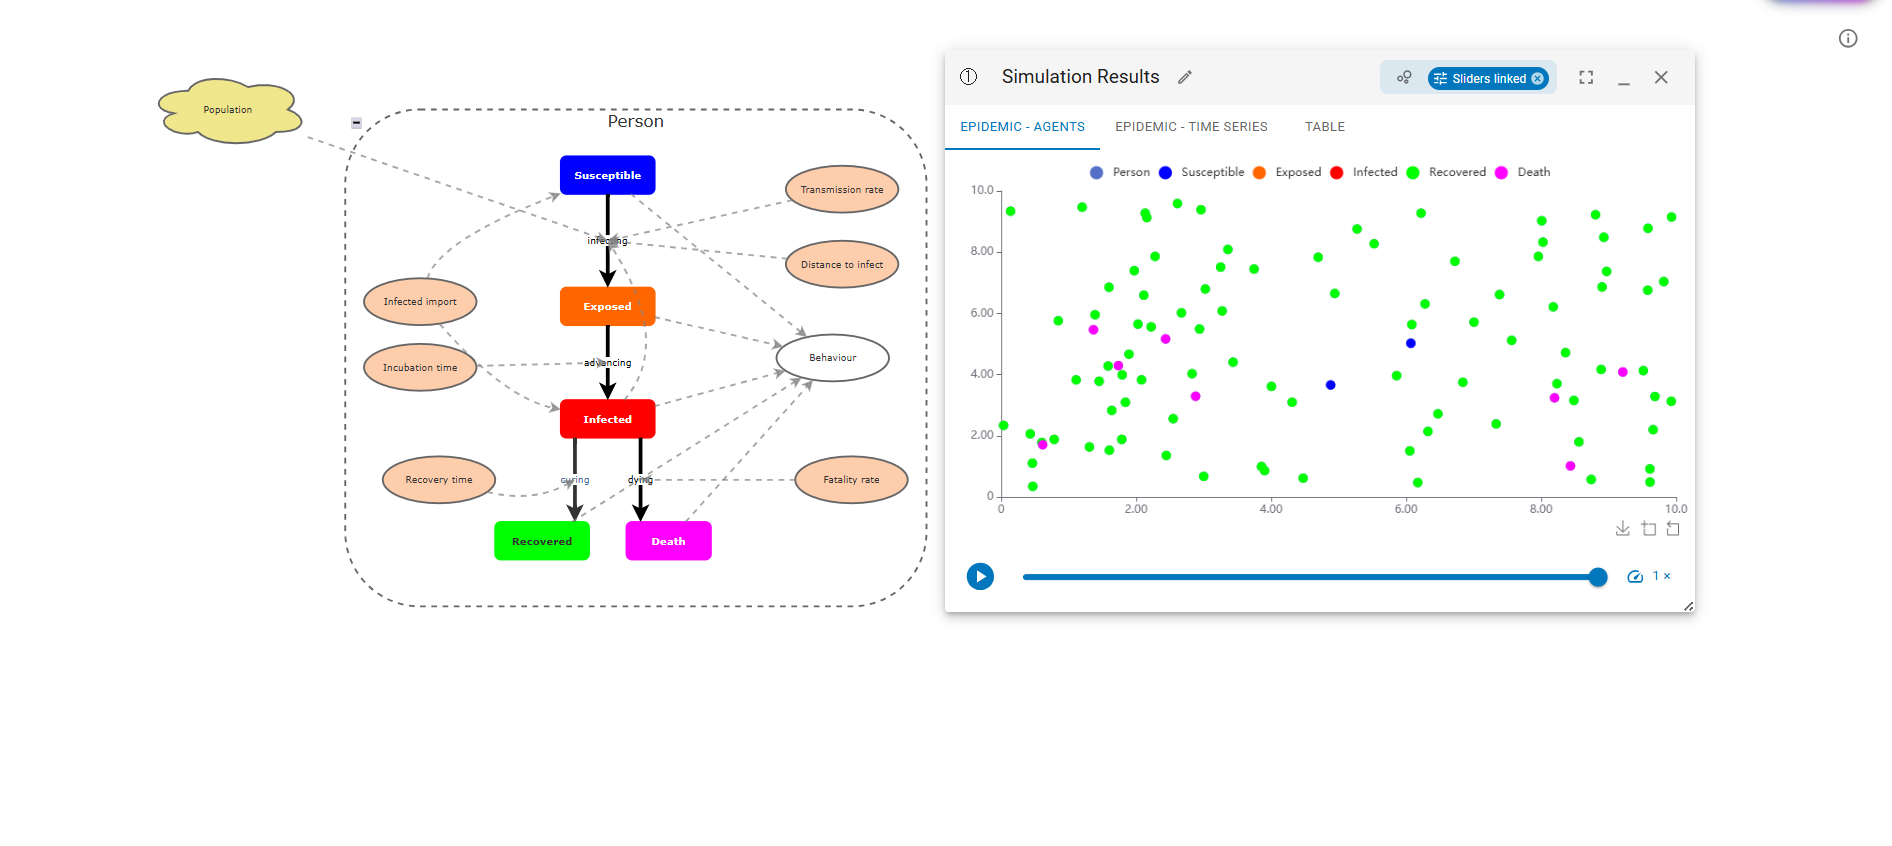 Population
Person
Susceptible
Transmission rate
infecting
Distance to infect
Infected import
Exposed
Behaviour
Incubation time
advancing
Infected
Recovery time
curing
dying
Fatality rate
Recovered
Death
1 Simulation Results Sliders linked
EPIDEMIC - AGENTS EPIDEMIC - TIME SERIES TABLE
Person Susceptible Exposed Infected Recovered Death
10.0
8.00
6.00
4.00
2.00
0
0 2.00 4.00 6.00 8.00 10.0
1 ×